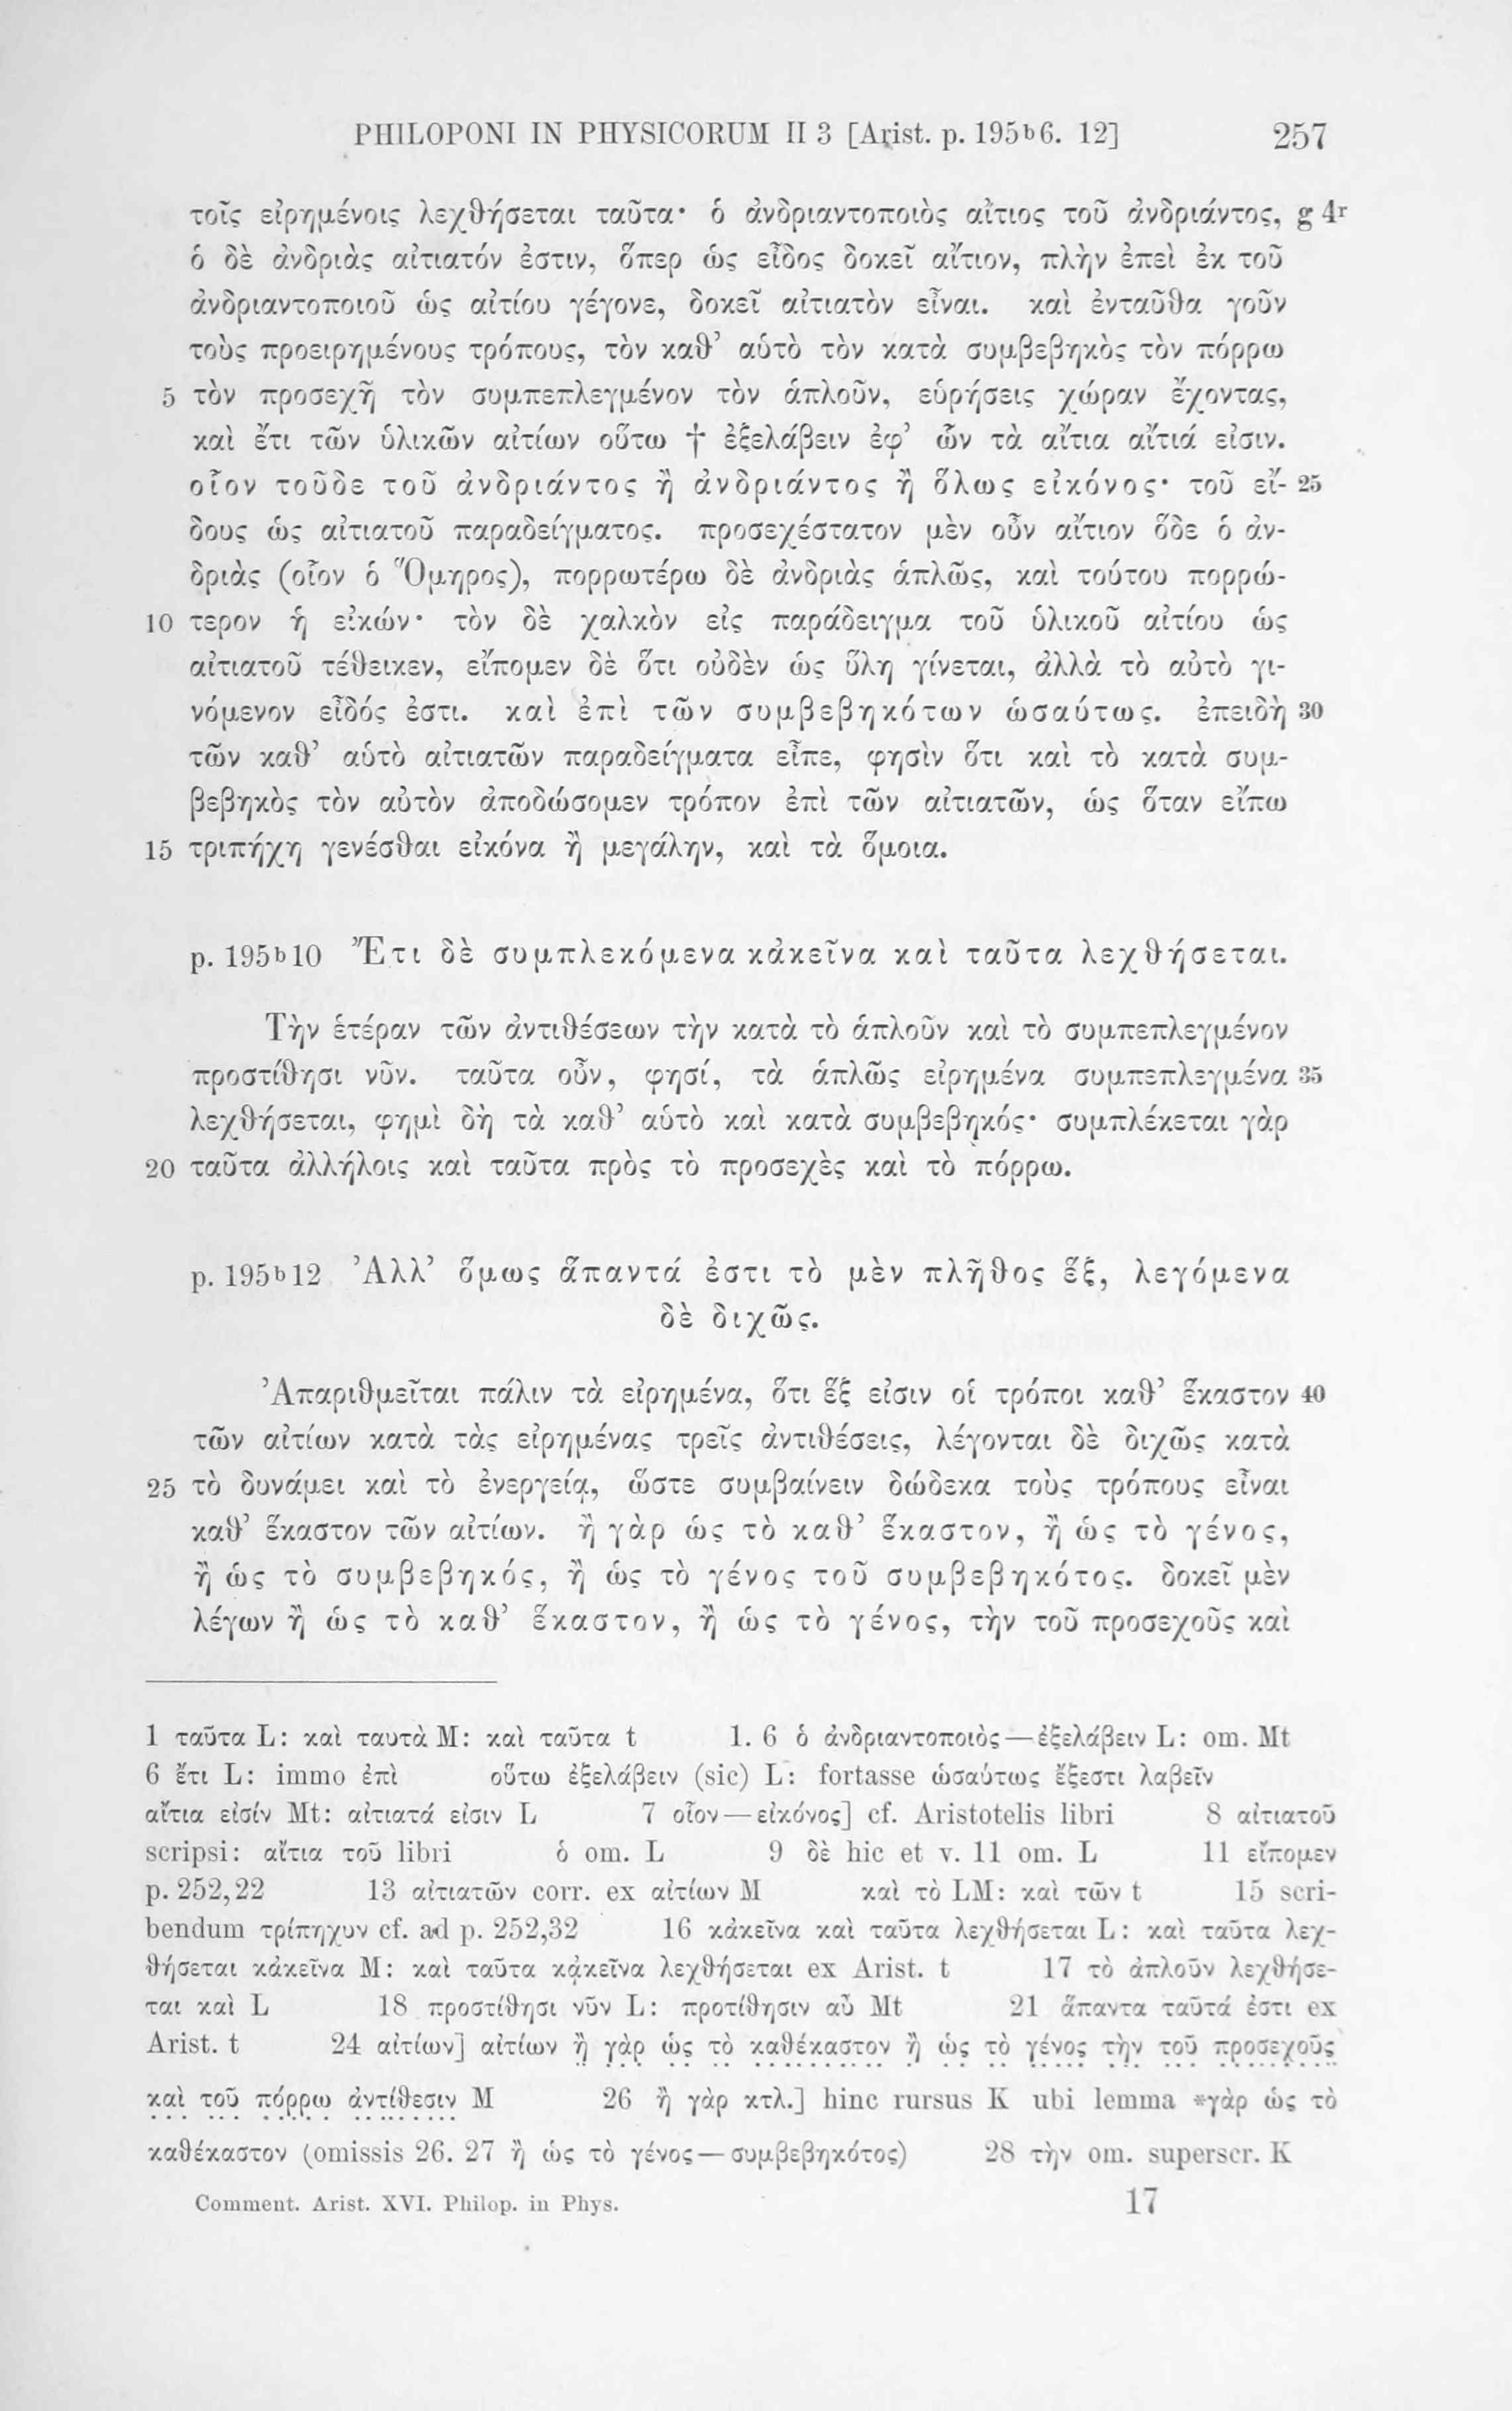 PHILOPONI IN PHYSICORUM II 3 [Arist. p. 195ᵇ6. 12] 257
τοῖς εἰρημένοις λεχθήσεται ταῦτα· ὁ ἀνδριαντοποιὸς αἴτιος τοῦ ἀνδριάντος, g 4ʳ
ὁ δὲ ἀνδριὰς αἰτιατόν ἐστιν, ὅπερ ὡς εἶδος δοκεῖ αἴτιον, πλὴν ἐπεὶ ἐκ τοῦ
ἀνδριαντοποιοῦ ὡς αἰτίου γέγονε, δοκεῖ αἰτιατὸν εἶναι. καὶ ἐνταῦθα γοῦν
τοὺς προειρημένους τρόπους, τὸν καθ’ αὑτὸ τὸν κατὰ συμβεβηκὸς τὸν πόρρω
5 τὸν προσεχῆ τὸν συμπεπλεγμένον τὸν ἁπλοῦν, εὑρήσεις χώραν ἔχοντας,
καὶ ἔτι τῶν ὑλικῶν αἰτίων οὕτω † ἐξελάβειν ἐφ’ ὧν τὰ αἴτια αἴτιά εἰσιν.
οἷον τοῦδε τοῦ ἀνδριάντος ἢ ἀνδριάντος ἢ ὅλως εἰκόνος· τοῦ εἴ- 25
δους ὡς αἰτιατοῦ παραδείγματος. προσεχέστατον μὲν οὖν αἴτιον ὅδε ὁ ἀν-
δριὰς (οἷον ὁ Ὅμηρος), πορρωτέρω δὲ ἀνδριὰς ἁπλῶς, καὶ τούτου πορρώ-
10 τερον ἡ εἰκών· τὸν δὲ χαλκὸν εἰς παράδειγμα τοῦ ὑλικοῦ αἰτίου ὡς
αἰτιατοῦ τέθεικεν, εἴπομεν δὲ ὅτι οὐδὲν ὡς ὕλη γίνεται, ἀλλὰ τὸ αὐτὸ γι-
νόμενον εἶδός ἐστι. καὶ ἐπὶ τῶν συμβεβηκότων ὡσαύτως. ἐπειδὴ 30
τῶν καθ’ αὑτὸ αἰτιατῶν παραδείγματα εἶπε, φησὶν ὅτι καὶ τὸ κατὰ συμ-
βεβηκὸς τὸν αὐτὸν ἀποδώσομεν τρόπον ἐπὶ τῶν αἰτιατῶν, ὡς ὅταν εἴπω
15 τριπήχη γενέσθαι εἰκόνα ἢ μεγάλην, καὶ τὰ ὅμοια.
p. 195ᵇ10 Ἔτι δὲ συμπλεκόμενα κἀκεῖνα καὶ ταῦτα λεχθήσεται.
Τὴν ἑτέραν τῶν ἀντιθέσεων τὴν κατὰ τὸ ἁπλοῦν καὶ τὸ συμπεπλεγμένον
προστίθησι νῦν. ταῦτα οὖν, φησί, τὰ ἁπλῶς εἰρημένα συμπεπλεγμένα 35
λεχθήσεται, φημὶ δὴ τὰ καθ’ αὑτὸ καὶ κατὰ συμβεβηκός· συμπλέκεται γὰρ
20 ταῦτα ἀλλήλοις καὶ ταῦτα πρὸς τὸ προσεχὲς καὶ τὸ πόρρω.
p. 195ᵇ12 Ἀλλ’ ὅμως ἅπαντά ἐστι τὸ μὲν πλῆθος ἕξ, λεγόμενα
δὲ διχῶς.
Ἀπαριθμεῖται πάλιν τὰ εἰρημένα, ὅτι ἕξ εἰσιν οἱ τρόποι καθ’ ἕκαστον 40
τῶν αἰτίων κατὰ τὰς εἰρημένας τρεῖς ἀντιθέσεις, λέγονται δὲ διχῶς κατὰ
25 τὸ δυνάμει καὶ τὸ ἐνεργείᾳ, ὥστε συμβαίνειν δώδεκα τοὺς τρόπους εἶναι
καθ’ ἕκαστον τῶν αἰτίων. ἢ γὰρ ὡς τὸ καθ’ ἕκαστον, ἢ ὡς τὸ γένος,
ἢ ὡς τὸ συμβεβηκός, ἢ ὡς τὸ γένος τοῦ συμβεβηκότος. δοκεῖ μὲν
λέγων ἢ ὡς τὸ καθ’ ἕκαστον, ἢ ὡς τὸ γένος, τὴν τοῦ προσεχοῦς καὶ
1 ταῦτα L: καὶ ταυτὰ M: καὶ ταῦτα t 1. 6 ὁ ἀνδριαντοποιὸς—ἐξελάβειν L: om. Mt
6 ἔτι L: immo ἐπὶ οὕτω ἐξελάβειν (sic) L: fortasse ὡσαύτως ἔξεστι λαβεῖν
αἴτια εἰσίν Mt: αἰτιατά εἰσιν L 7 οἷον—εἰκόνος] cf. Aristotelis libri 8 αἰτιατοῦ
scripsi: αἴτια τοῦ libri ὁ om. L 9 δὲ hic et v. 11 om. L 11 εἴπομεν
p. 252,22 13 αἰτιατῶν corr. ex αἰτίων M καὶ τὸ LM: καὶ τῶν t 15 scri-
bendum τρίπηχυν cf. ad p. 252,32 16 κἀκεῖνα καὶ ταῦτα λεχθήσεται L: καὶ ταῦτα λεχ-
θήσεται κἀκεῖνα M: καὶ ταῦτα κἀκεῖνα λεχθήσεται ex Arist. t 17 τὸ ἁπλοῦν λεχθήσε-
ται καὶ L 18 προστίθησι νῦν L: προτίθησιν αὖ Mt 21 ἅπαντα ταῦτά ἐστι ex
Arist. t 24 αἰτίων] αἰτίων ἢ γὰρ ὡς τὸ καθέκαστον ἢ ὡς τὸ γένος τὴν τοῦ προσεχοῦς
καὶ τοῦ πόρρω ἀντίθεσιν M 26 ἢ γὰρ κτλ.] hinc rursus K ubi lemma *γὰρ ὡς τὸ
καθέκαστον (omissis 26. 27 ἢ ὡς τὸ γένος—συμβεβηκότος) 28 τὴν om. superscr. K
Comment. Arist. XVI. Philop. in Phys. 17